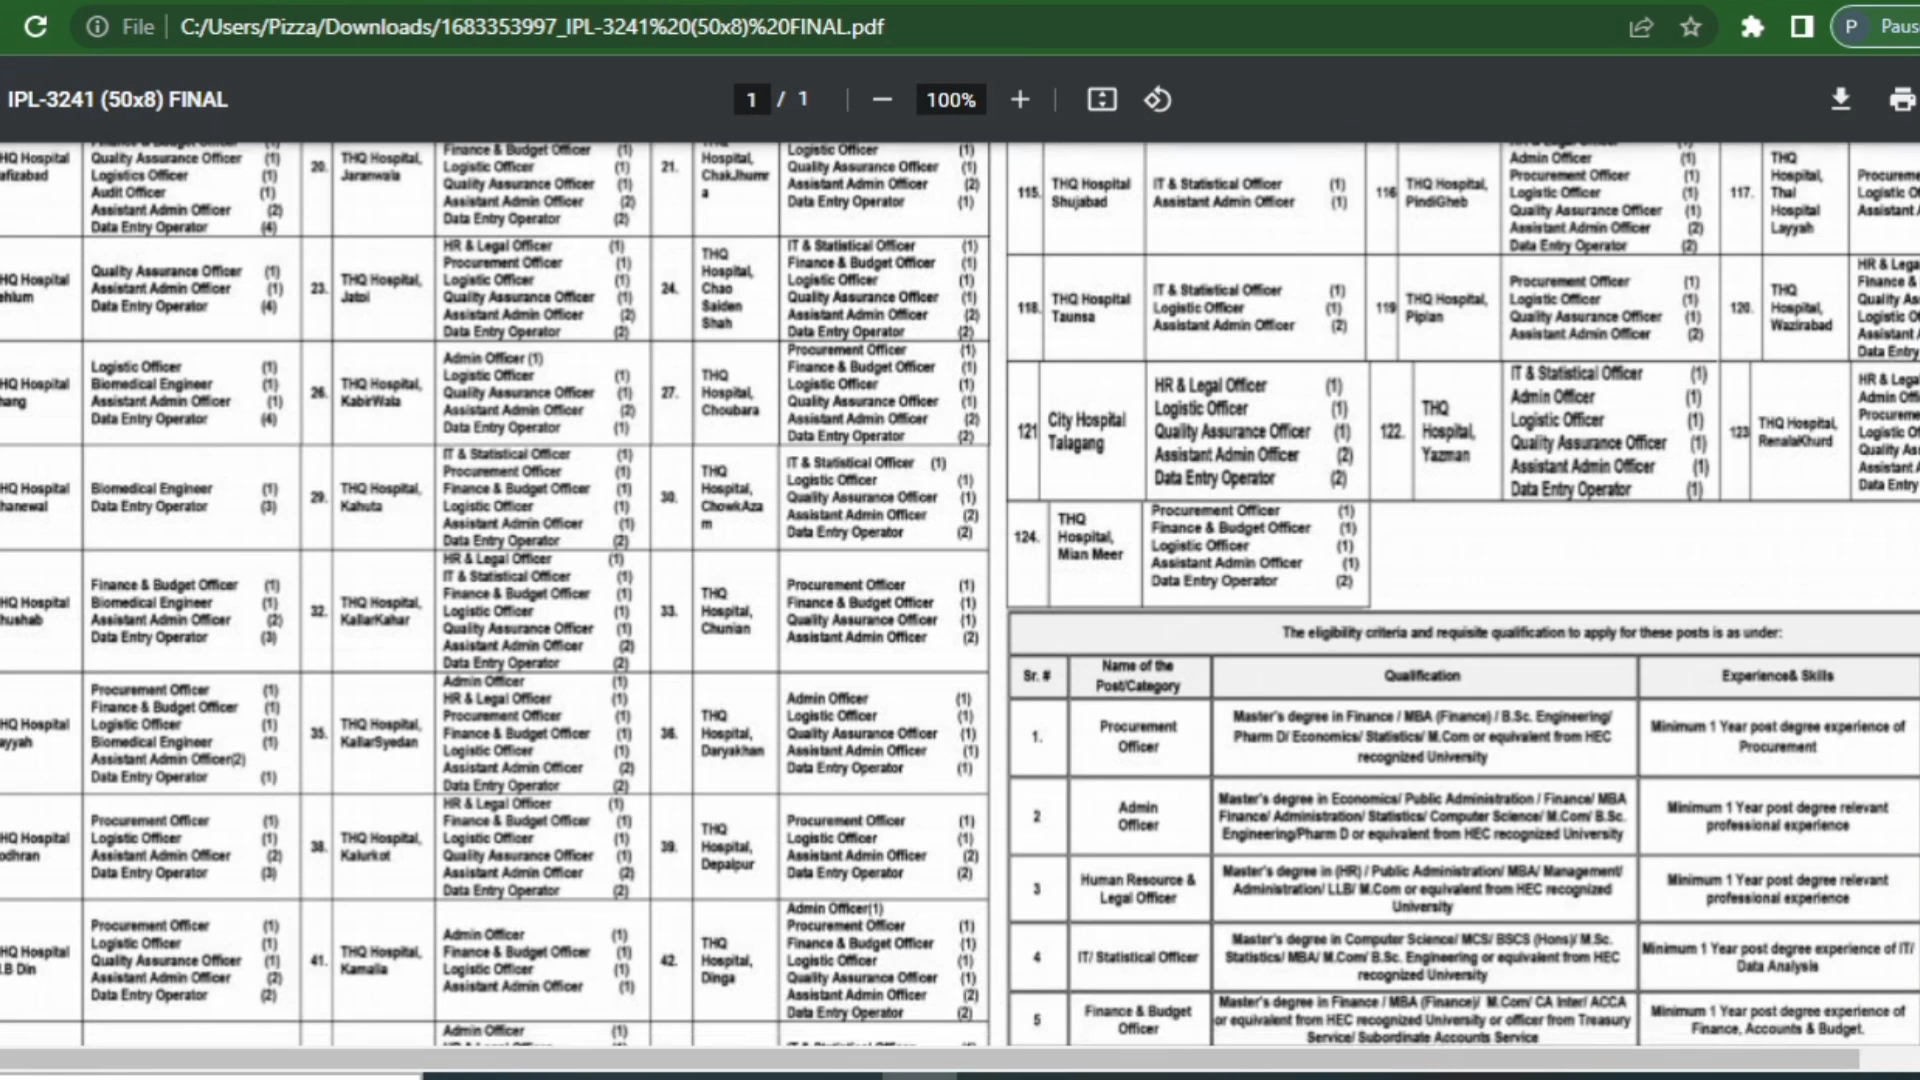 File
C:/Users/Pizza/Downloads/1683353997_IPL-3241%20(50x8)%20FINAL.pdf
P
Paus
IPL-3241 (50x8) FINAL
1 / 1
100%
HQ Hospital
afizabad
Quality Assurance Officer (1)
Logistics Officer (1)
Audit Officer (1)
Assistant Admin Officer (2)
Data Entry Operator (4)
20.
THQ Hospital,
Jaranwala
Finance & Budget Officer (1)
Logistic Officer (1)
Quality Assurance Officer (1)
Assistant Admin Officer (2)
Data Entry Operator (2)
21.
Hospital,
ChakJhumr
a
Logistic Officer (1)
Quality Assurance Officer (1)
Assistant Admin Officer (2)
Data Entry Operator (1)
HQ Hospital
ehlum
Quality Assurance Officer (1)
Assistant Admin Officer (1)
Data Entry Operator (4)
23.
THQ Hospital,
Jatoi
HR & Legal Officer (1)
Procurement Officer (1)
Logistic Officer (1)
Quality Assurance Officer (1)
Assistant Admin Officer (2)
Data Entry Operator (2)
24.
THQ
Hospital,
Chao
Saiden
Shah
IT & Statistical Officer (1)
Finance & Budget Officer (1)
Logistic Officer (1)
Quality Assurance Officer (1)
Assistant Admin Officer (2)
Data Entry Operator (2)
HQ Hospital
hang
Logistic Officer (1)
Biomedical Engineer (1)
Assistant Admin Officer (1)
Data Entry Operator (4)
26.
THQ Hospital,
KabirWala
Admin Officer (1)
Logistic Officer (1)
Quality Assurance Officer (1)
Assistant Admin Officer (2)
Data Entry Operator (1)
27.
THQ
Hospital,
Choubara
Procurement Officer (1)
Finance & Budget Officer (1)
Logistic Officer (1)
Quality Assurance Officer (1)
Assistant Admin Officer (2)
Data Entry Operator (2)
HQ Hospital
hanewal
Biomedical Engineer (1)
Data Entry Operator (3)
29.
THQ Hospital,
Kahuta
IT & Statistical Officer (1)
Procurement Officer (1)
Finance & Budget Officer (1)
Logistic Officer (1)
Assistant Admin Officer (1)
Data Entry Operator (2)
30.
THQ
Hospital,
ChowkAza
m
IT & Statistical Officer (1)
Logistic Officer (1)
Quality Assurance Officer (1)
Assistant Admin Officer (2)
Data Entry Operator (2)
HQ Hospital
hushab
Finance & Budget Officer (1)
Biomedical Engineer (1)
Assistant Admin Officer (2)
Data Entry Operator (3)
32.
THQ Hospital,
KallarKahar
HR & Legal Officer (1)
IT & Statistical Officer (1)
Finance & Budget Officer (1)
Logistic Officer (1)
Quality Assurance Officer (1)
Assistant Admin Officer (2)
Data Entry Operator (2)
33.
THQ
Hospital,
Chunian
Procurement Officer (1)
Finance & Budget Officer (1)
Quality Assurance Officer (1)
Assistant Admin Officer (2)
HQ Hospital
ayyah
Procurement Officer (1)
Finance & Budget Officer (1)
Logistic Officer (1)
Biomedical Engineer (1)
Assistant Admin Officer(2)
Data Entry Operator (1)
35.
THQ Hospital,
KallarSyedan
Admin Officer (1)
HR & Legal Officer (1)
Procurement Officer (1)
Finance & Budget Officer (1)
Logistic Officer (1)
Assistant Admin Officer (2)
Data Entry Operator (2)
36.
THQ
Hospital,
Daryakhan
Admin Officer (1)
Logistic Officer (1)
Quality Assurance Officer (1)
Assistant Admin Officer (1)
Data Entry Operator (1)
HQ Hospital
odhran
Procurement Officer (1)
Logistic Officer (1)
Assistant Admin Officer (2)
Data Entry Operator (3)
38.
THQ Hospital,
Kalurkot
HR & Legal Officer (1)
Finance & Budget Officer (1)
Logistic Officer (1)
Quality Assurance Officer (1)
Assistant Admin Officer (2)
Data Entry Operator (2)
39.
THQ
Hospital,
Depalpur
Procurement Officer (1)
Logistic Officer (1)
Assistant Admin Officer (2)
Data Entry Operator (2)
HQ Hospital
.B Din
Procurement Officer (1)
Logistic Officer (1)
Quality Assurance Officer (1)
Assistant Admin Officer (2)
Data Entry Operator (2)
41.
THQ Hospital,
Kamalia
Admin Officer (1)
Finance & Budget Officer (1)
Logistic Officer (1)
Assistant Admin Officer (1)
42.
THQ
Hospital,
Dinga
Admin Officer(1)
Procurement Officer (1)
Finance & Budget Officer (1)
Logistic Officer (1)
Quality Assurance Officer (1)
Assistant Admin Officer (2)
Data Entry Operator (2)
Admin Officer (1)
115.
THQ Hospital
Shujabad
IT & Statistical Officer (1)
Assistant Admin Officer (1)
116
THQ Hospital,
PindiGheb
Admin Officer (1)
Procurement Officer (1)
Logistic Officer (1)
Quality Assurance Officer (1)
Assistant Admin Officer (2)
Data Entry Operator (2)
117.
THQ
Hospital,
Thal
Hospital
Layyah
Procureme
Logistic O
Assistant A
118.
THQ Hospital
Taunsa
IT & Statistical Officer (1)
Logistic Officer (1)
Assistant Admin Officer (2)
119
THQ Hospital,
Piplan
Procurement Officer (1)
Logistic Officer (1)
Quality Assurance Officer (1)
Assistant Admin Officer (2)
120.
THQ
Hospital,
Wazirabad
HR & Lega
Finance &
Quality As
Logistic O
Assistant A
Data Entry
121
City Hospital
Talagang
HR & Legal Officer (1)
Logistic Officer (1)
Quality Assurance Officer (1)
Assistant Admin Officer (2)
Data Entry Operator (2)
122.
THQ
Hospital,
Yazman
IT & Statistical Officer (1)
Admin Officer (1)
Logistic Officer (1)
Quality Assurance Officer (1)
Assistant Admin Officer (1)
Data Entry Operator (1)
123
THQ Hospital,
RenalaKhurd
HR & Lega
Admin Offi
Procureme
Logistic O
Quality As
Assistant A
Data Entry
124.
THQ
Hospital,
Mian Meer
Procurement Officer (1)
Finance & Budget Officer (1)
Logistic Officer (1)
Assistant Admin Officer (1)
Data Entry Operator (2)
The eligibility criteria and requisite qualification to apply for these posts is as under:
Sr. #
Name of the
Post/Category
Qualification
Experience& Skills
1.
Procurement
Officer
Master's degree in Finance / MBA (Finance) / B.Sc. Engineering/
Pharm D/ Economics/ Statistics/ M.Com or equivalent from HEC
recognized University
Minimum 1 Year post degree experience of
Procurement
2
Admin
Officer
Master's degree in Economics/ Public Administration / Finance/ MBA
Finance/ Administration/ Statistics/ Computer Science/ M.Com/ B.Sc.
Engineering/Pharm D or equivalent from HEC recognized University
Minimum 1 Year post degree relevant
professional experience
3
Human Resource &
Legal Officer
Master's degree in (HR) / Public Administration/ MBA/ Management/
Administration/ LLB/ M.Com or equivalent from HEC recognized
University
Minimum 1 Year post degree relevant
professional experience
4
IT/ Statistical Officer
Master's degree in Computer Science/ MCS/ BSCS (Hons)/ M.Sc.
Statistics/ MBA/ M.Com/ B.Sc. Engineering or equivalent from HEC
recognized University
Minimum 1 Year post degree experience of IT/
Data Analysis
5
Finance & Budget
Officer
Master's degree in Finance / MBA (Finance)/ M.Com/ CA Inter/ ACCA
or equivalent from HEC recognized University or officer from Treasury
Service/ Subordinate Accounts Service
Minimum 1 Year post degree experience of
Finance, Accounts & Budget.